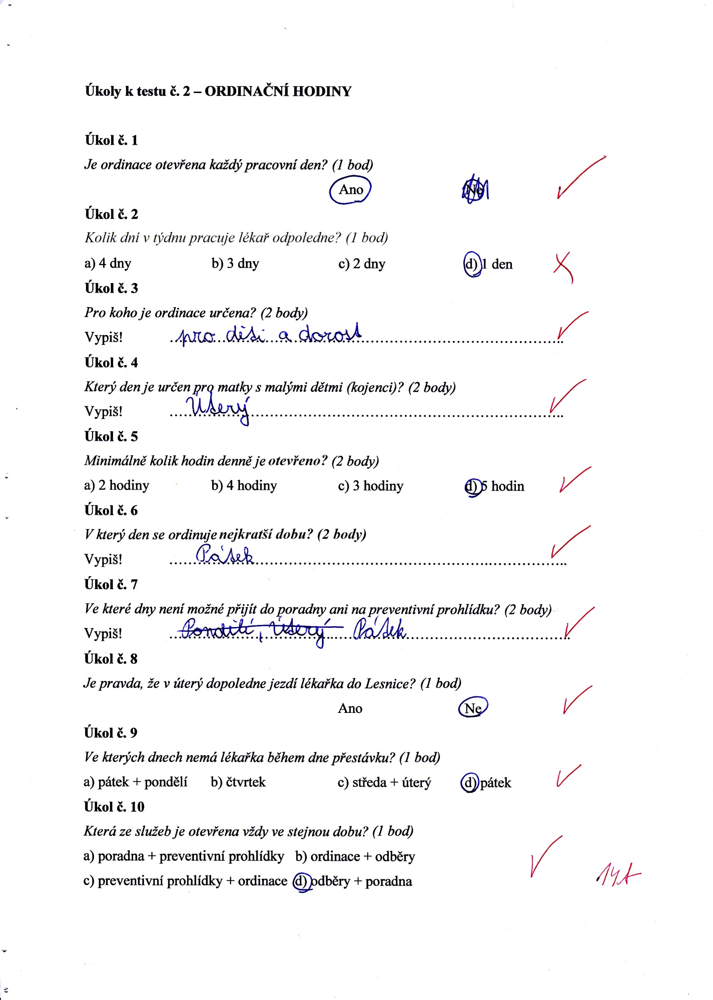 Úkoly k testu č. 2 – ORDINAČNÍ HODINY
Úkol č. 1
Je ordinace otevřena každý pracovní den? (1 bod)
Ano Ne
Úkol č. 2
Kolik dní v týdnu pracuje lékař odpoledne? (1 bod)
a) 4 dny b) 3 dny c) 2 dny d) 1 den
Úkol č. 3
Pro koho je ordinace určena? (2 body)
Vypiš! pro děti a dorost
Úkol č. 4
Který den je určen pro matky s malými dětmi (kojenci)? (2 body)
Vypiš! Úterý
Úkol č. 5
Minimálně kolik hodin denně je otevřeno? (2 body)
a) 2 hodiny b) 4 hodiny c) 3 hodiny d) 5 hodin
Úkol č. 6
V který den se ordinuje nejkratší dobu? (2 body)
Vypiš! Pátek
Úkol č. 7
Ve které dny není možné přijít do poradny ani na preventivní prohlídku? (2 body)
Vypiš! Pondělí, Úterý Pátek
Úkol č. 8
Je pravda, že v úterý dopoledne jezdí lékařka do Lesnice? (1 bod)
Ano Ne
Úkol č. 9
Ve kterých dnech nemá lékařka během dne přestávku? (1 bod)
a) pátek + pondělí b) čtvrtek c) středa + úterý d) pátek
Úkol č. 10
Která ze služeb je otevřena vždy ve stejnou dobu? (1 bod)
a) poradna + preventivní prohlídky b) ordinace + odběry
c) preventivní prohlídky + ordinace d) odběry + poradna